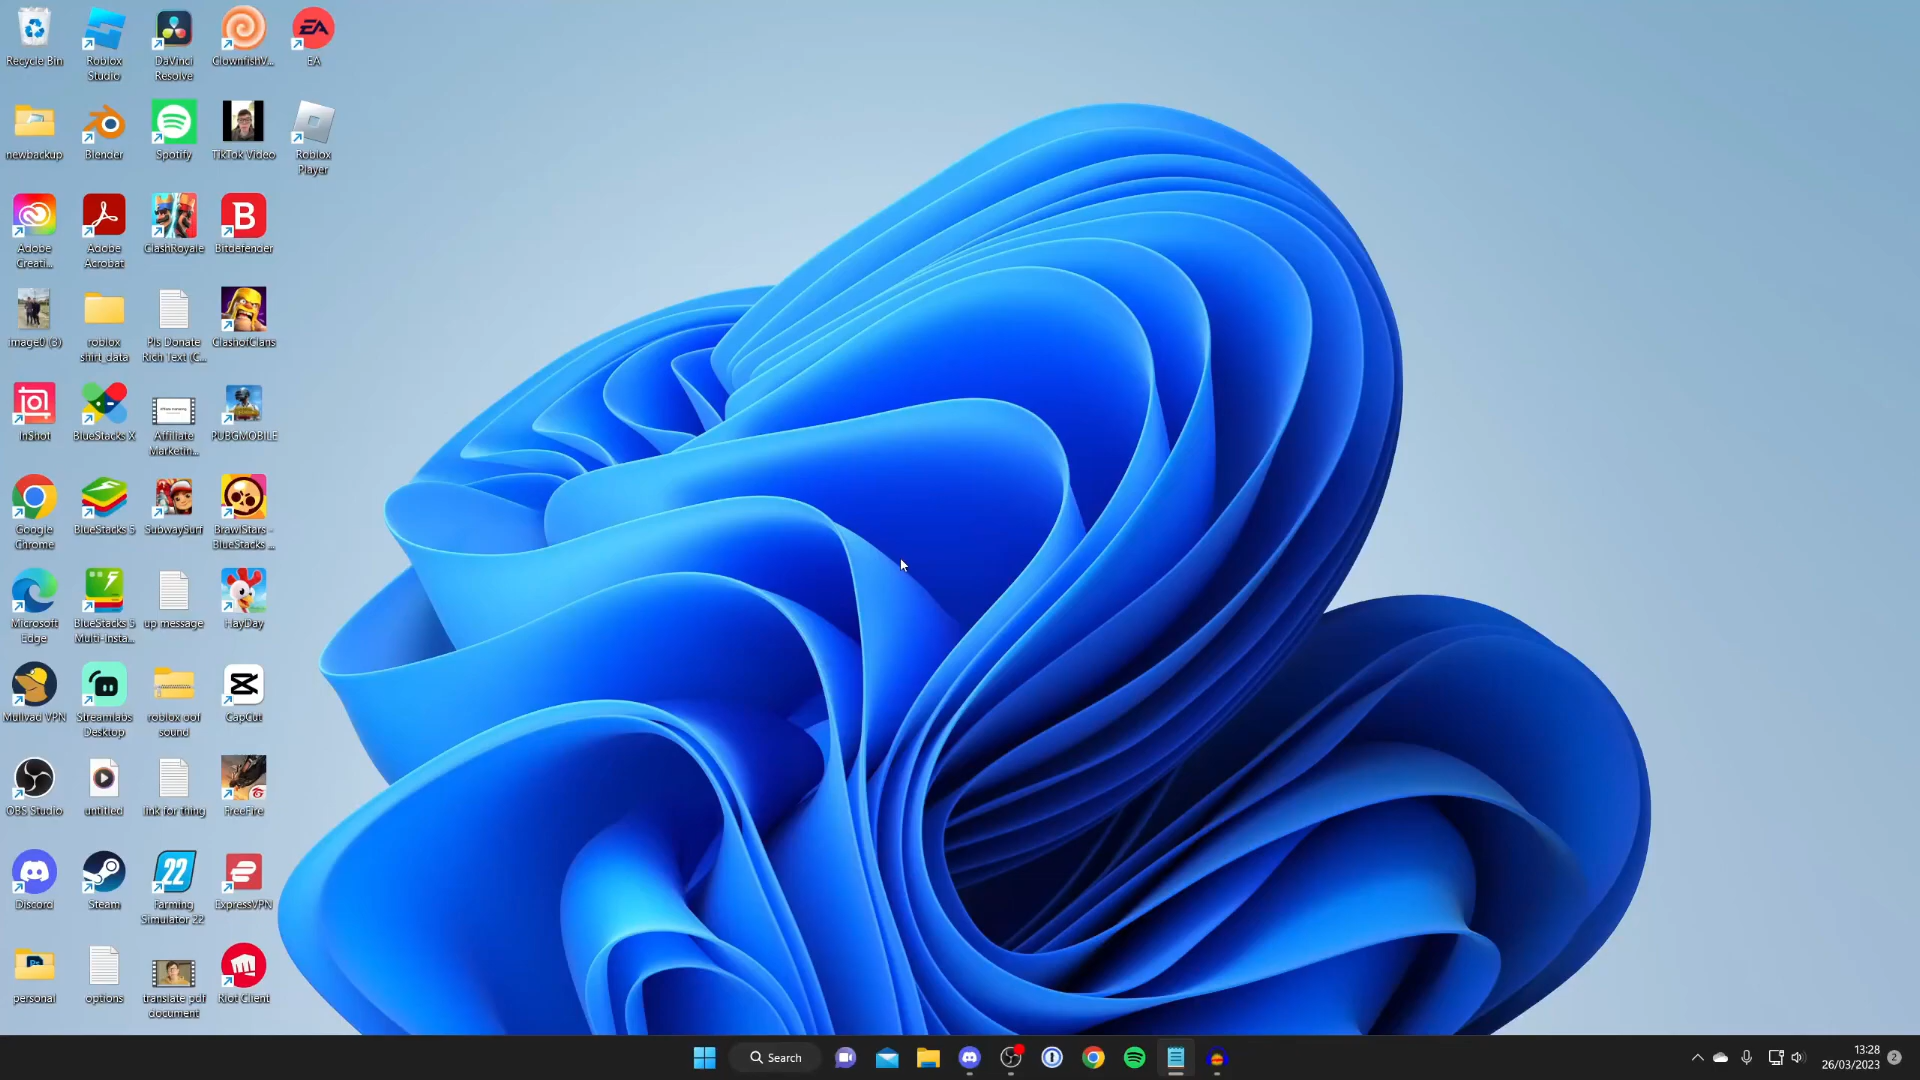 Recycle Bin
Roblox
Studio
DaVinci
Resolve
ClownfishV...
EA
EA
newbackup
Blender
Spotify
TikTok Video
Roblox
Player
Adobe
Creati...
Adobe
Acrobat
ClashRoyale
B
Bitdefender
image0 (3)
roblox
shirt_data
Pls Donate
Rich Text (C...
ClashofClans
InShot
BlueStacks X
Affiliate
Marketin...
PUBGMOBILE
Google
Chrome
BlueStacks 5
SubwaySurf
BrawlStars -
BlueStacks ...
Microsoft
Edge
BlueStacks 5
Multi-Insta...
up message
HayDay
Mullvad VPN
Streamlabs
Desktop
roblox oof
sound
CapCut
OBS Studio
untitled
link for thing
FreeFire
Discord
Steam
22
Farming
Simulator 22
ExpressVPN
personal
options
translate pdf
document
Riot Client
Search
13:28
26/03/2023
2